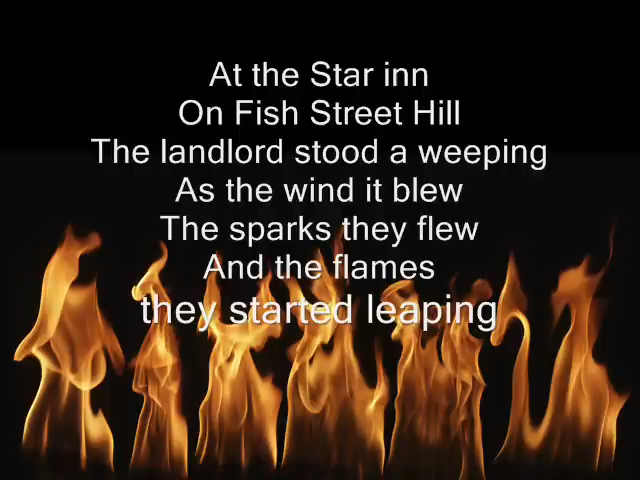 At the Star inn
On Fish Street Hill
The landlord stood a weeping
As the wind it blew
The sparks they flew
And the flames
they started leaping